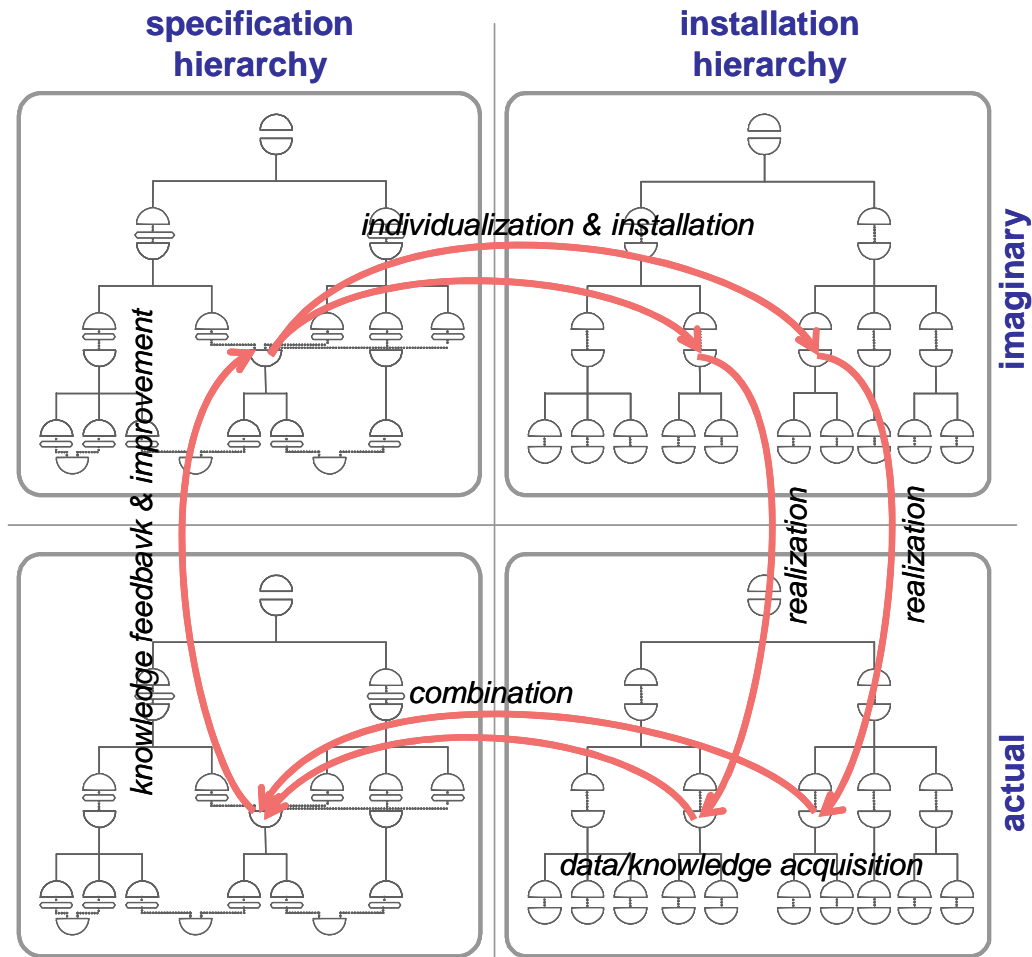 specification
hierarchy
installation
hierarchy
individualization & installation
imaginary
knowledge feedbavk & improvement
realization
realization
combination
actual
data/knowledge acquisition